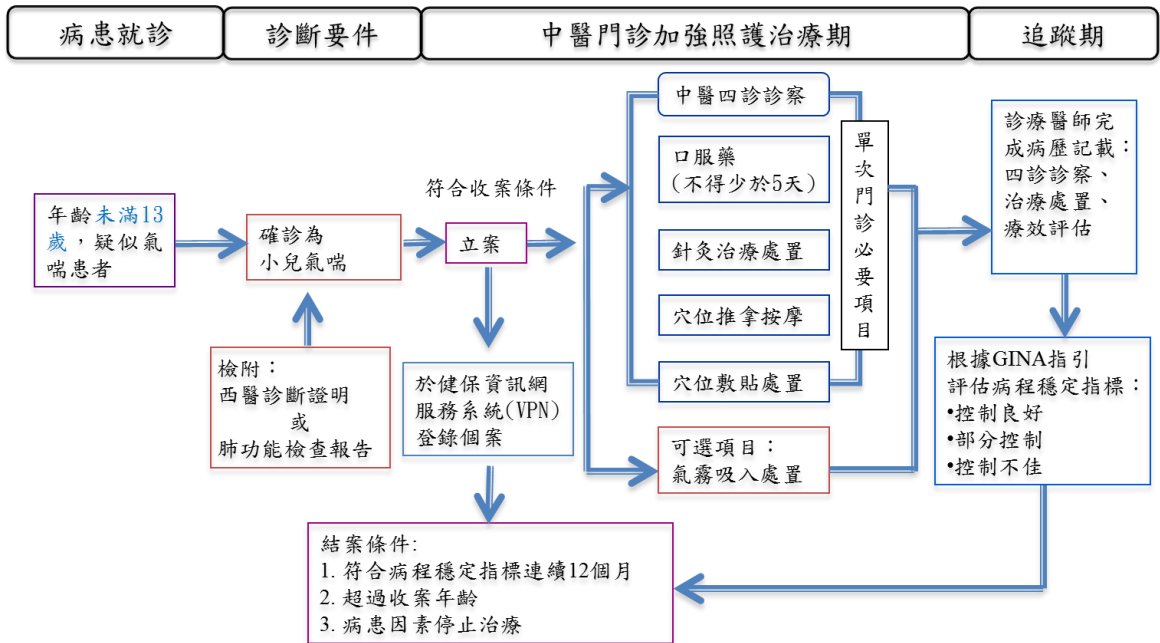 病患就診
診斷要件
中醫門診加強照護治療期
追蹤期
年齡未滿13
歲，疑似氣
喘患者
確診為
小兒氣喘
檢附：
西醫診斷證明
或
肺功能檢查報告
符合收案條件
立案
於健保資訊網
服務系統(VPN)
登錄個案
中醫四診診察
口服藥
(不得少於5天)
針灸治療處置
穴位推拿按摩
穴位敷貼處置
單次門診必要項目
可選項目：
氣霧吸入處置
診療醫師完
成病歷記載：
四診診察、
治療處置、
療效評估
根據GINA指引
評估病程穩定指標：
•控制良好
•部分控制
•控制不佳
結案條件:
1. 符合病程穩定指標連續12個月
2. 超過收案年齡
3. 病患因素停止治療